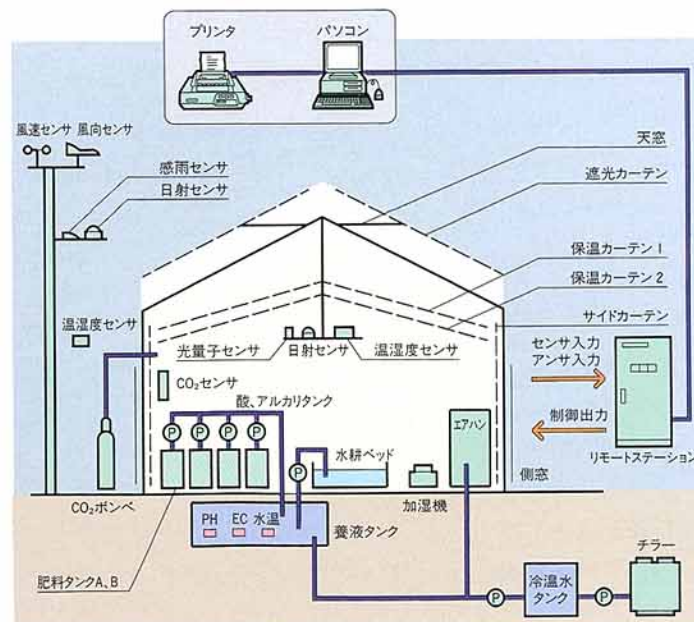 プリンタ
パソコン
風速センサ
風向センサ
感雨センサ
日射センサ
天窓
遮光カーテン
保温カーテン1
保温カーテン2
サイドカーテン
温湿度センサ
光量子センサ
日射センサ
温湿度センサ
センサ入力
アンサ入力
CO₂センサ
酸、アルカリタンク
制御出力
P
P
P
P
P
水耕ベッド
エアハン
リモートステーション
CO₂ボンベ
加湿機
側窓
PH
EC
水温
養液タンク
肥料タンクA、B
チラー
P
冷温水
タンク
P